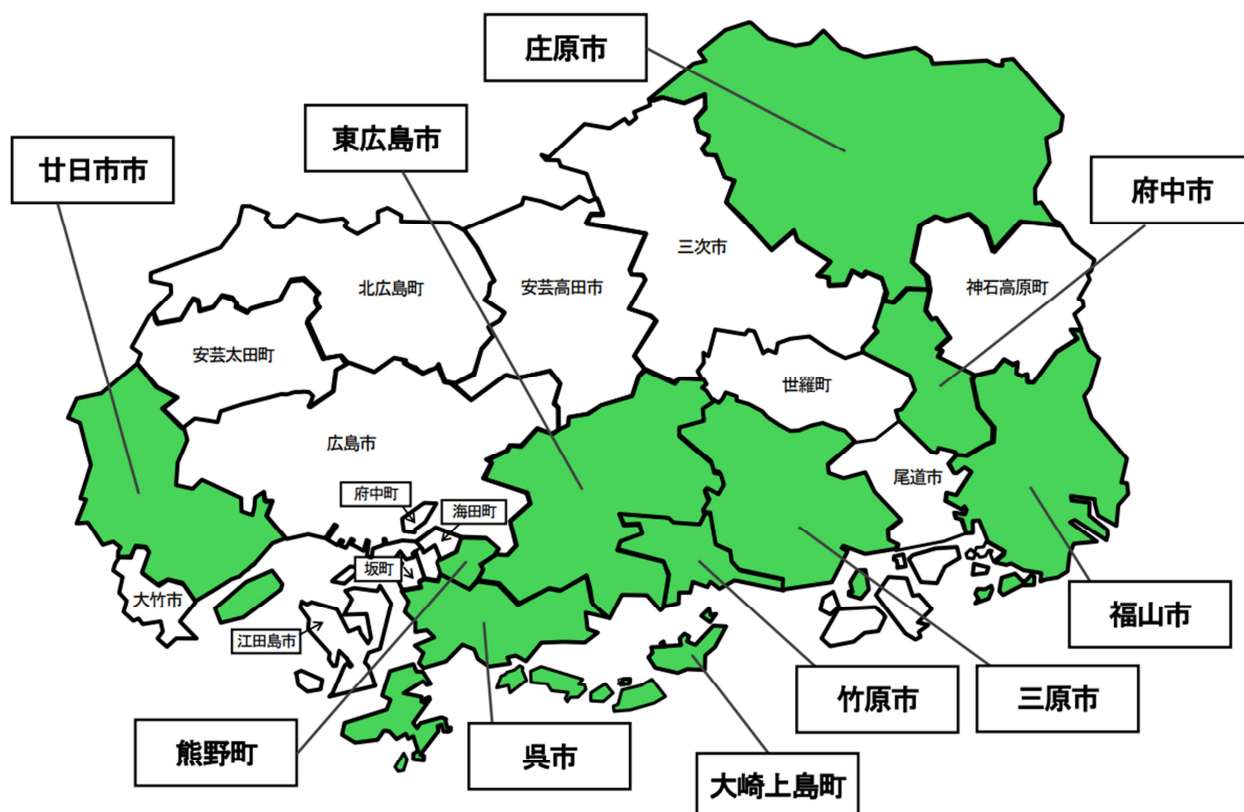 庄原市
東広島市
廿日市市
府中市
三次市
神石高原町
北広島町
安芸高田市
安芸太田町
世羅町
広島市
尾道市
府中町
海田町
坂町
大竹市
江田島市
福山市
竹原市
三原市
熊野町
呉市
大崎上島町